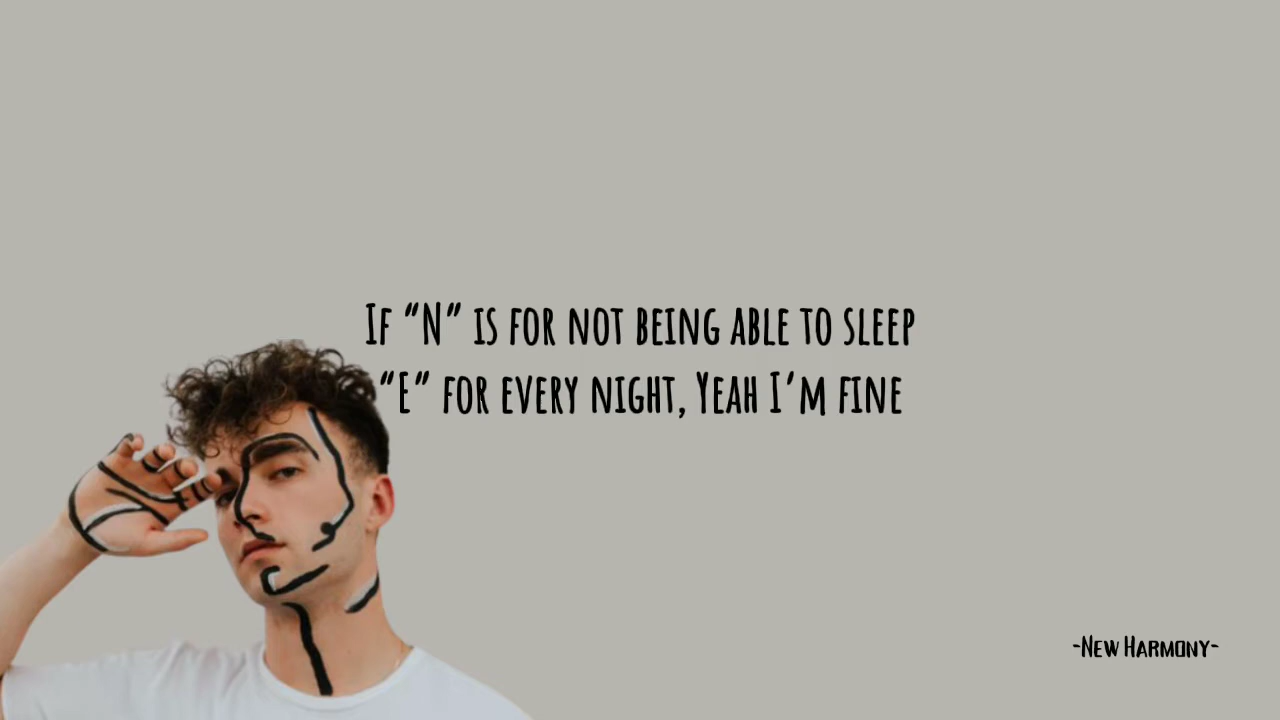 If “N” is for not being able to sleep
“E” for every night, Yeah I’m fine
-New Harmony-